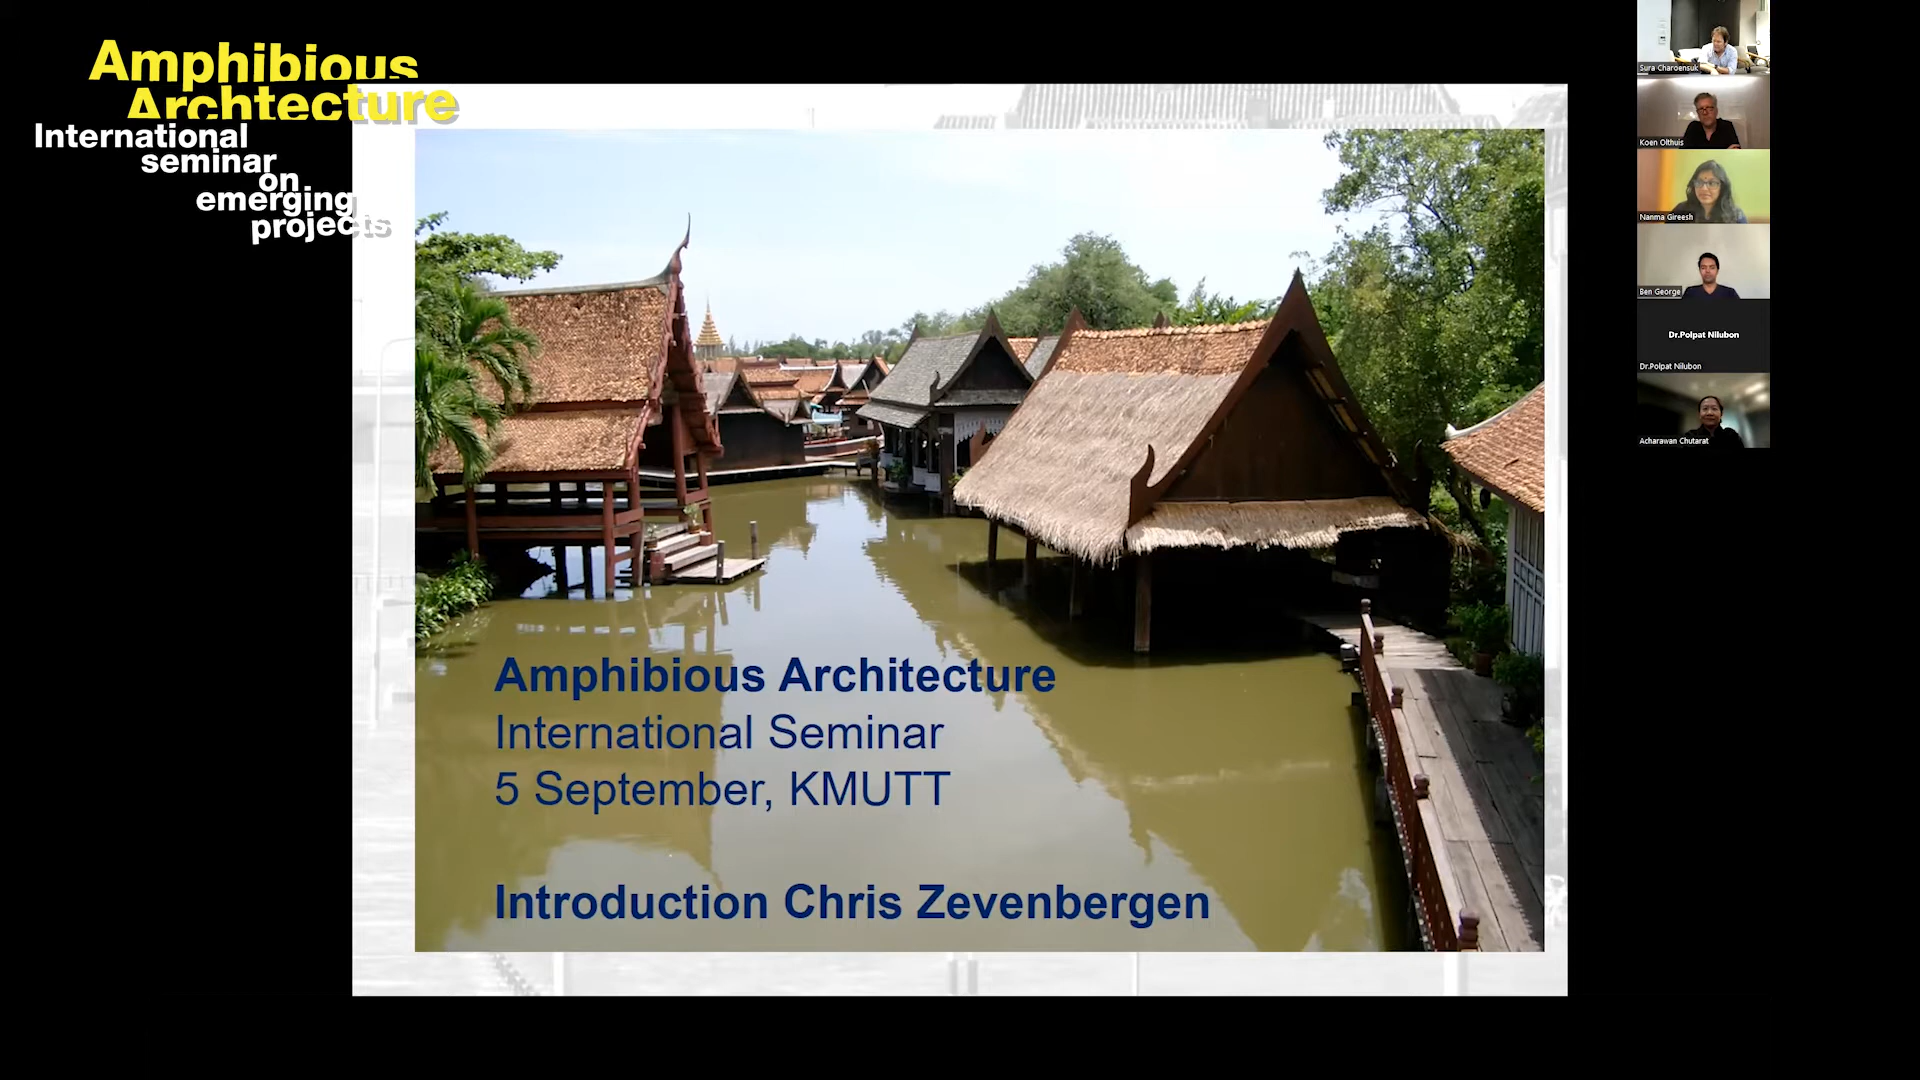 Amphibious
Archtecture
International
seminar
on
emerging
projects
Amphibious Architecture
International Seminar
5 September, KMUTT
Introduction Chris Zevenbergen
Sura Charoensuk
Koen Olthuis
Nanma Gireesh
Ben George
Dr.Polpat Nilubon
Dr.Polpat Nilubon
Acharawan Chutarat